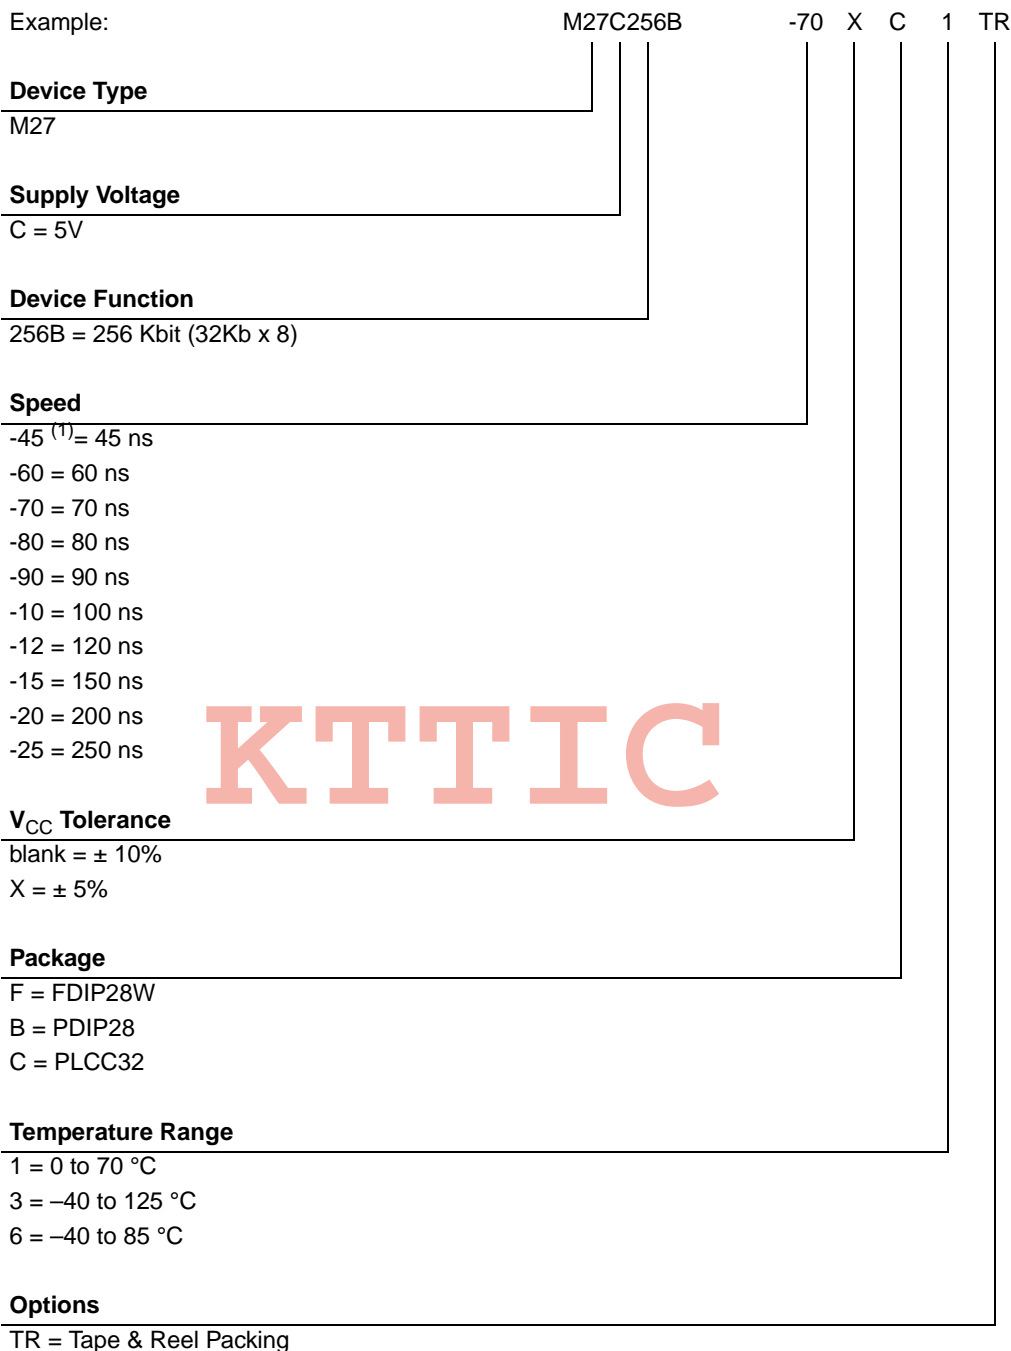 Example: M27C256B -70 X C 1 TR
Device Type
M27
Supply Voltage
C = 5V
Device Function
256B = 256 Kbit (32Kb x 8)
Speed
-45 (1)= 45 ns
-60 = 60 ns
-70 = 70 ns
-80 = 80 ns
-90 = 90 ns
-10 = 100 ns
-12 = 120 ns
-15 = 150 ns
-20 = 200 ns
-25 = 250 ns
KTTIC
VCC Tolerance
blank = ± 10%
X = ± 5%
Package
F = FDIP28W
B = PDIP28
C = PLCC32
Temperature Range
1 = 0 to 70 °C
3 = –40 to 125 °C
6 = –40 to 85 °C
Options
TR = Tape & Reel Packing